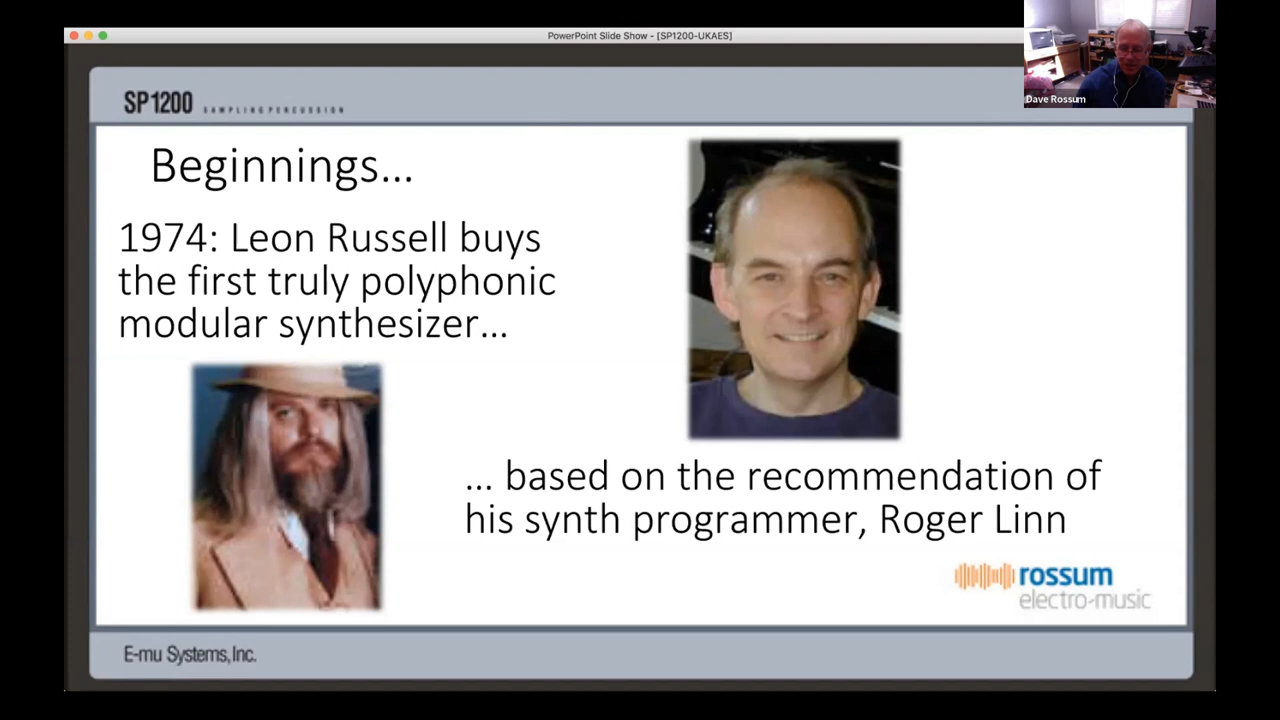 PowerPoint Slide Show - [SP1200-UKAES]
Dave Rossum
SP1200 SAMPLING PERCUSSION
Beginnings...
1974: Leon Russell buys
the first truly polyphonic
modular synthesizer...
... based on the recommendation of
his synth programmer, Roger Linn
rossum
electro-music
E-mu Systems, Inc.